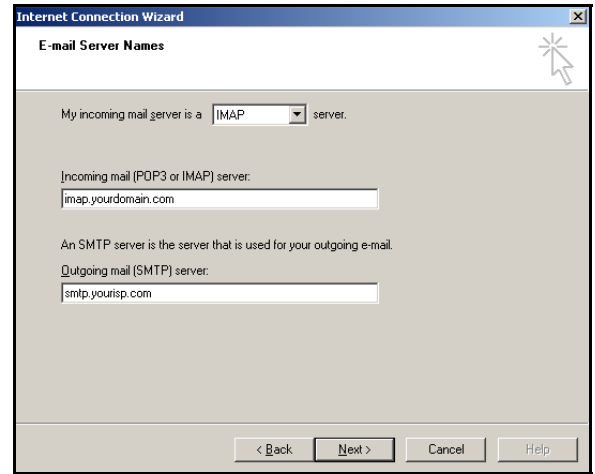 Internet Connection Wizard
E-mail Server Names
My incoming mail server is a IMAP server.
Incoming mail (POP3 or IMAP) server:
imap.yourdomain.com
An SMTP server is the server that is used for your outgoing e-mail.
Outgoing mail (SMTP) server:
smtp.yourisp.com
< Back Next > Cancel Help